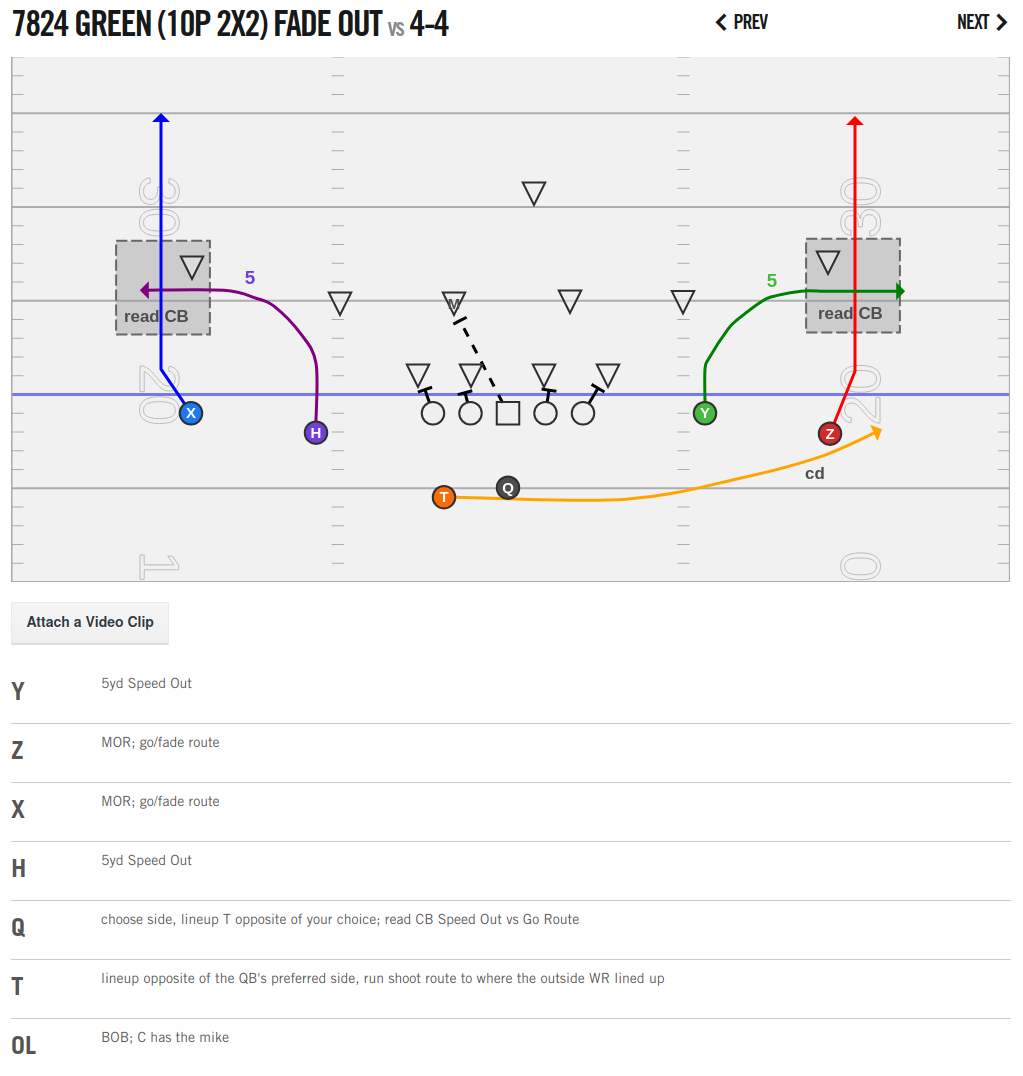 7824 GREEN (10P 2X2) FADE OUT vs 4-4
PREV
NEXT
30
30
5
5
M
read CB
read CB
20
20
X
H
Y
Z
T
Q
cd
1
0
Attach a Video Clip
Y 5yd Speed Out
Z MOR; go/fade route
X MOR; go/fade route
H 5yd Speed Out
Q choose side, lineup T opposite of your choice; read CB Speed Out vs Go Route
T lineup opposite of the QB's preferred side, run shoot route to where the outside WR lined up
OL BOB; C has the mike